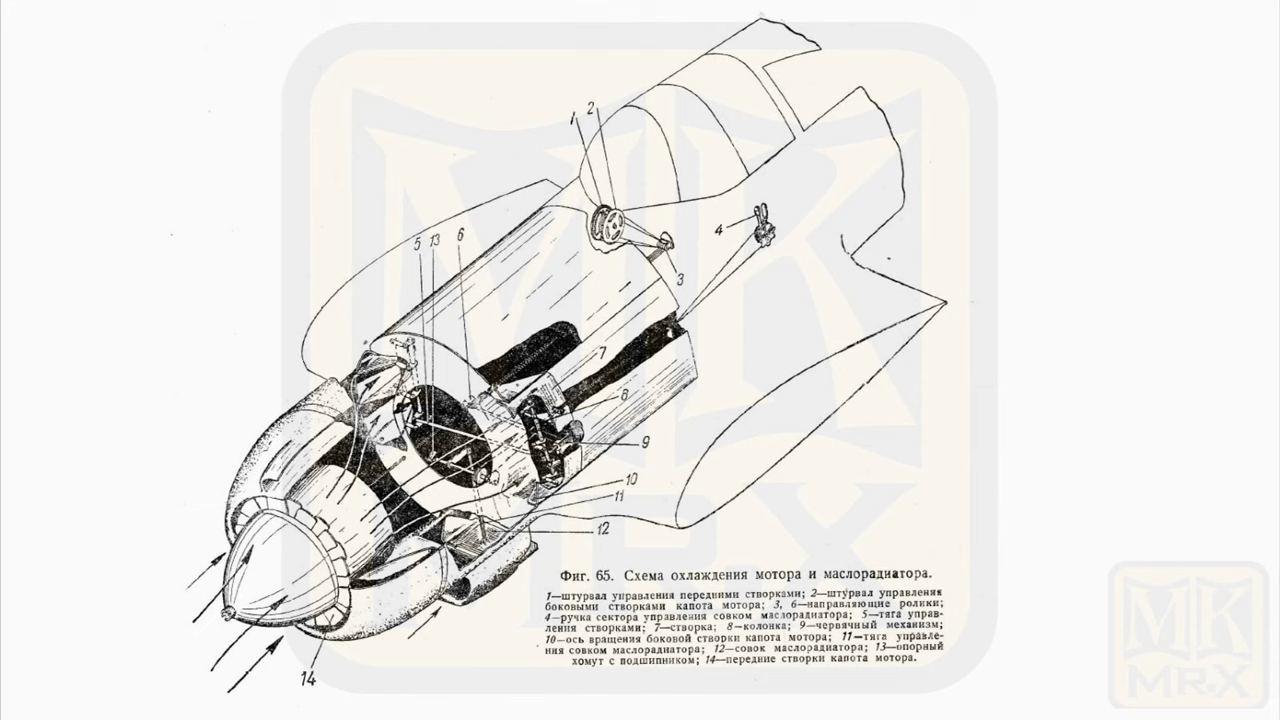 1 2
4
5 13 6
3
7
8
9
10
11
12
14
Фиг. 65. Схема охлаждения мотора и маслорадиатора.
1—штурвал управления передними створками; 2—штурвал управления
боковыми створками капота мотора; 3, 6—направляющие ролики;
4—ручка сектора управления совком маслорадиатора; 5—тяга управ-
ления створками; 7—створка; 8—колонка; 9—червячный механизм;
10—ось вращения боковой створки капота мотора; 11—тяга управле-
ния совком маслорадиатора; 12—совок маслорадиатора; 13—опорный
хомут с подшипником; 14—передние створки капота мотора.
MK
MR.X
MK
MR.X